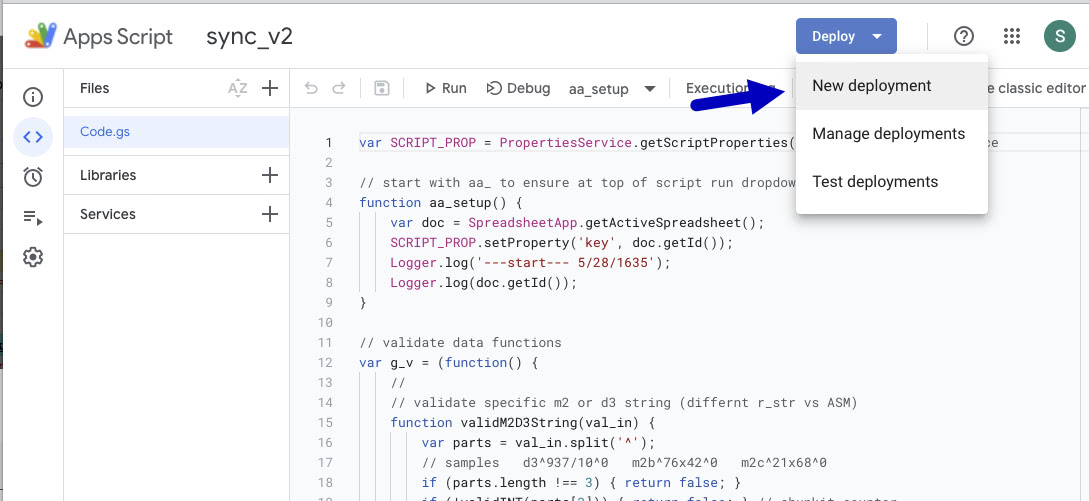 Apps Script sync_v2 Deploy S
Files AZ Run Debug aa_setup Execution e classic editor
New deployment
Manage deployments
Test deployments
Code.gs
Libraries
Services
1 var SCRIPT_PROP = PropertiesService.getScriptProperties( ce
2
3 // start with aa_ to ensure at top of script run dropdow
4 function aa_setup() {
5 var doc = SpreadsheetApp.getActiveSpreadsheet();
6 SCRIPT_PROP.setProperty('key', doc.getId());
7 Logger.log('---start--- 5/28/1635');
8 Logger.log(doc.getId());
9 }
10
11 // validate data functions
12 var g_v = (function() {
13 //
14 // validate specific m2 or d3 string (differnt r_str vs ASM)
15 function validM2D3String(val_in) {
16 var parts = val_in.split('^');
17 // samples d3^937/10^0 m2b^76x42^0 m2c^21x68^0
18 if (parts.length !== 3) { return false; }